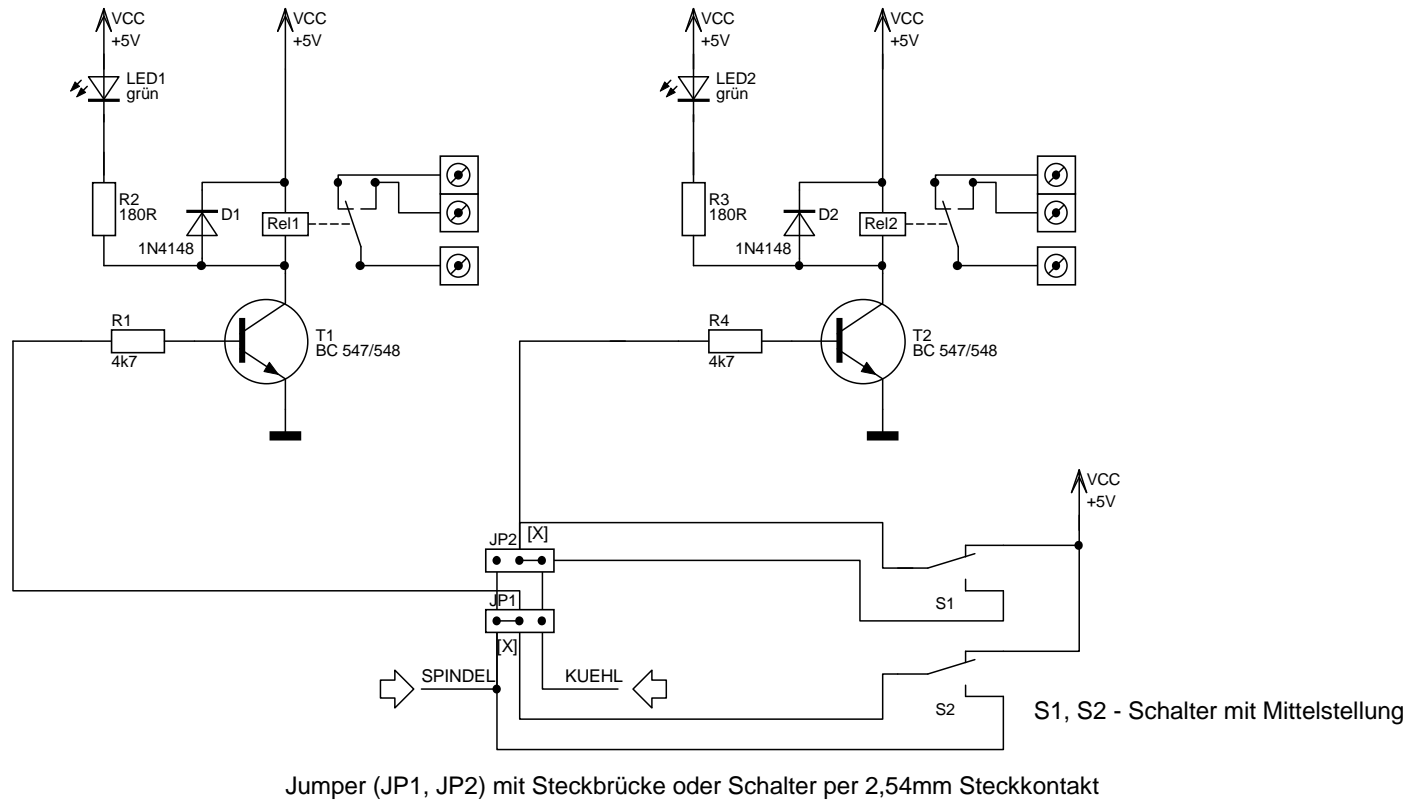 VCC
+5V
VCC
+5V
VCC
+5V
VCC
+5V
LED1
grün
LED2
grün
R2
180R
D1
1N4148
Rel1
R3
180R
D2
1N4148
Rel2
R1
4k7
T1
BC 547/548
R4
4k7
T2
BC 547/548
VCC
+5V
JP2
[X]
JP1
[X]
S1
SPINDEL
KUEHL
S2
S1, S2 - Schalter mit Mittelstellung
Jumper (JP1, JP2) mit Steckbrücke oder Schalter per 2,54mm Steckkontakt